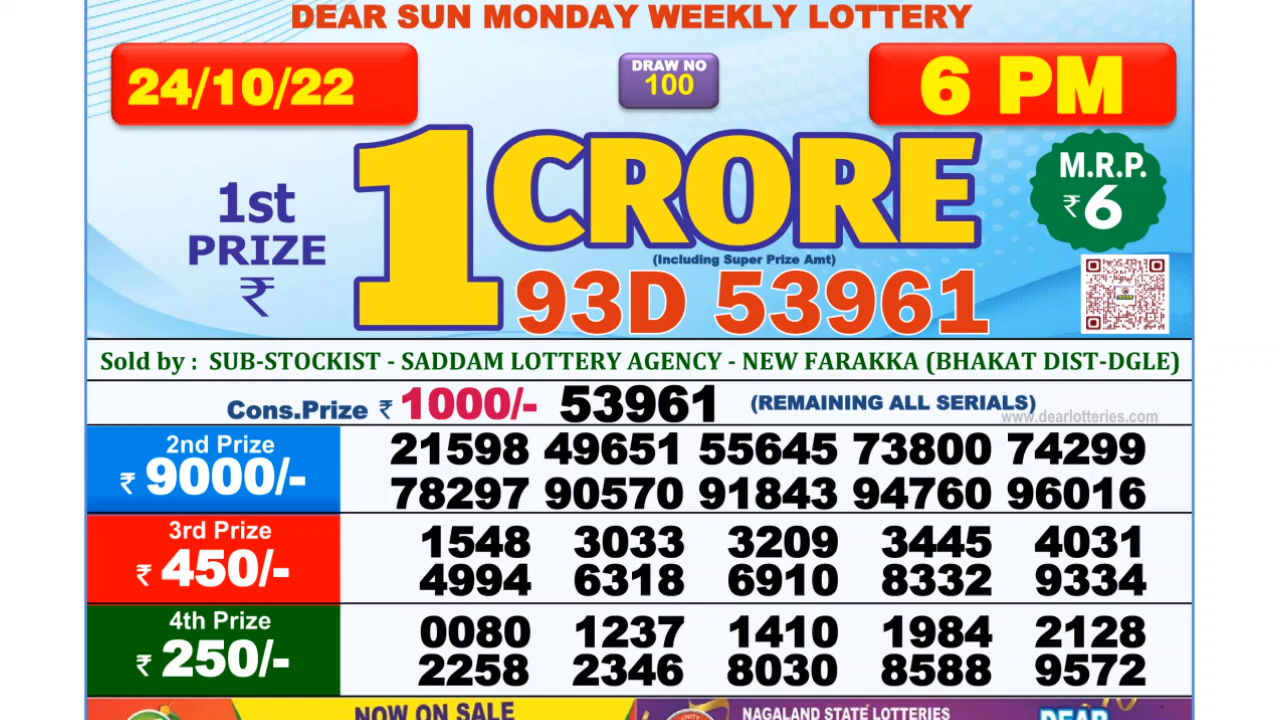 DEAR SUN MONDAY WEEKLY LOTTERY
24/10/22
DRAW NO
100
6 PM
1st
PRIZE
₹
1 CRORE
(Including Super Prize Amt)
93D 53961
M.R.P.
₹6
Sold by : SUB-STOCKIST - SADDAM LOTTERY AGENCY - NEW FARAKKA (BHAKAT DIST-DGLE)
Cons.Prize ₹ 1000/- 53961 (REMAINING ALL SERIALS)
www.dearlotteries.com
2nd Prize
₹ 9000/-
21598 49651 55645 73800 74299
78297 90570 91843 94760 96016
3rd Prize
₹ 450/-
1548 3033 3209 3445 4031
4994 6318 6910 8332 9334
4th Prize
₹ 250/-
0080 1237 1410 1984 2128
2258 2346 8030 8588 9572
NOW ON SALE
NAGALAND STATE LOTTERIES
DEAR